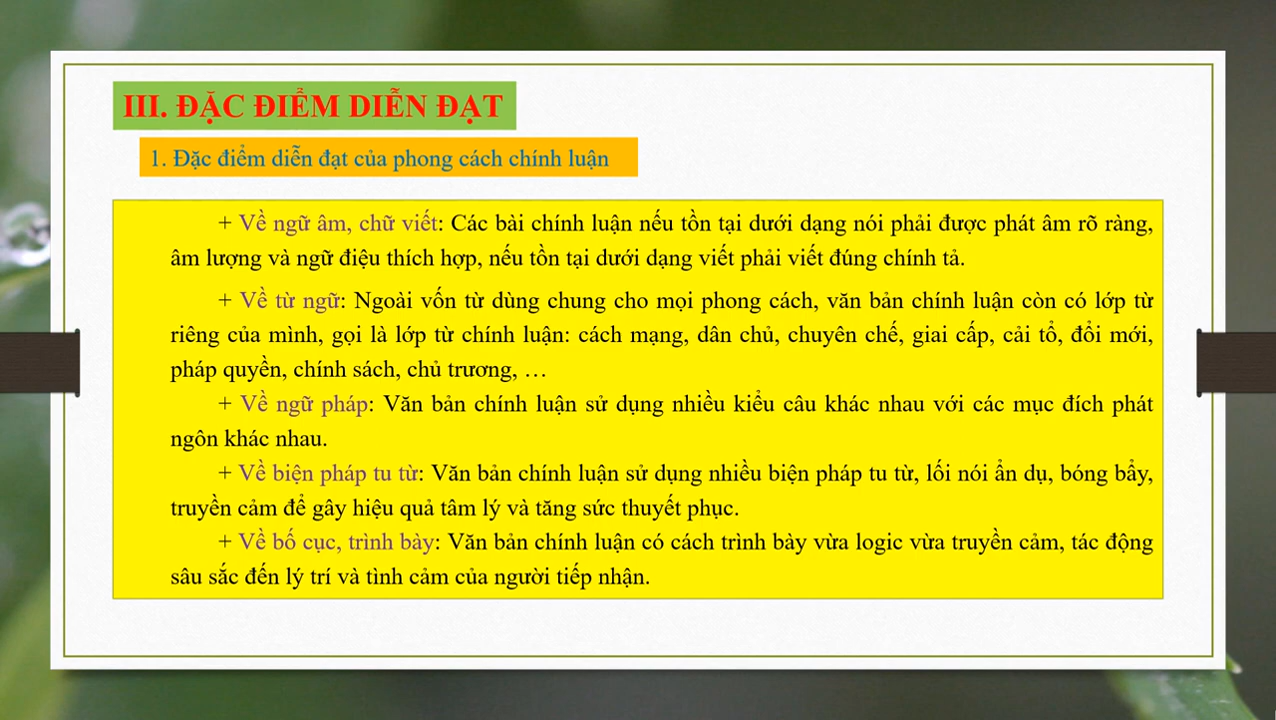 III. ĐẶC ĐIỂM DIỄN ĐẠT
1. Đặc điểm diễn đạt của phong cách chính luận
+ Về ngữ âm, chữ viết: Các bài chính luận nếu tồn tại dưới dạng nói phải được phát âm rõ ràng,
âm lượng và ngữ điệu thích hợp, nếu tồn tại dưới dạng viết phải viết đúng chính tả.
+ Về từ ngữ: Ngoài vốn từ dùng chung cho mọi phong cách, văn bản chính luận còn có lớp từ
riêng của mình, gọi là lớp từ chính luận: cách mạng, dân chủ, chuyên chế, giai cấp, cải tổ, đổi mới,
pháp quyền, chính sách, chủ trương, …
+ Về ngữ pháp: Văn bản chính luận sử dụng nhiều kiểu câu khác nhau với các mục đích phát
ngôn khác nhau.
+ Về biện pháp tu từ: Văn bản chính luận sử dụng nhiều biện pháp tu từ, lối nói ẩn dụ, bóng bẩy,
truyền cảm để gây hiệu quả tâm lý và tăng sức thuyết phục.
+ Về bố cục, trình bày: Văn bản chính luận có cách trình bày vừa logic vừa truyền cảm, tác động
sâu sắc đến lý trí và tình cảm của người tiếp nhận.